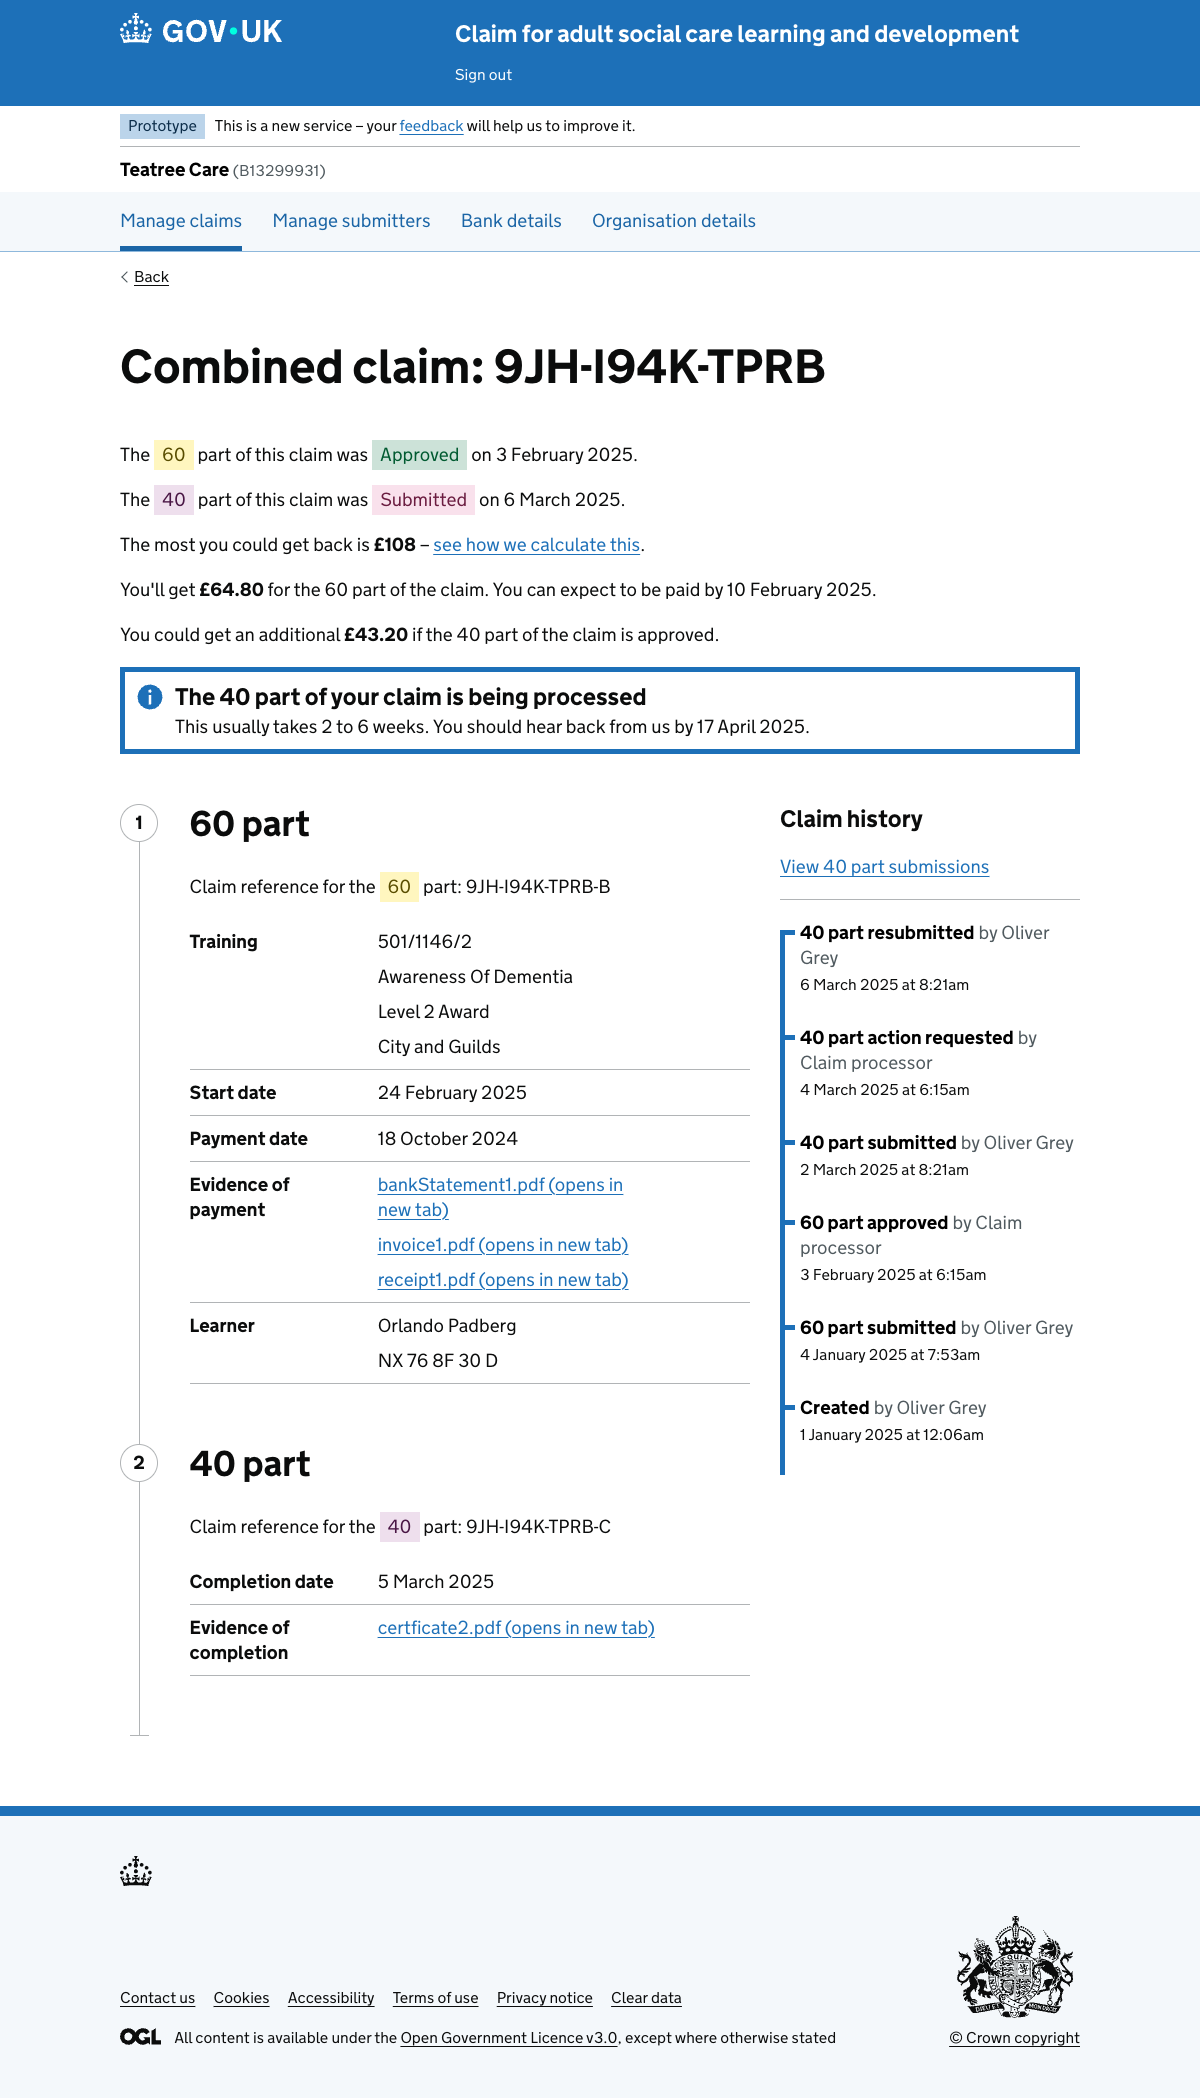 GOV·UK
Claim for adult social care learning and development
Sign out
Prototype This is a new service – your feedback will help us to improve it.
Teatree Care (B13299931)
Manage claims Manage submitters Bank details Organisation details
Back
Combined claim: 9JH-I94K-TPRB
The 60 part of this claim was Approved on 3 February 2025.
The 40 part of this claim was Submitted on 6 March 2025.
The most you could get back is £108 – see how we calculate this.
You'll get £64.80 for the 60 part of the claim. You can expect to be paid by 10 February 2025.
You could get an additional £43.20 if the 40 part of the claim is approved.
The 40 part of your claim is being processed
This usually takes 2 to 6 weeks. You should hear back from us by 17 April 2025.
1
60 part
Claim reference for the 60 part: 9JH-I94K-TPRB-B
Training 501/1146/2
Awareness Of Dementia
Level 2 Award
City and Guilds
Start date 24 February 2025
Payment date 18 October 2024
Evidence of payment
bankStatement1.pdf (opens in
new tab)
invoice1.pdf (opens in new tab)
receipt1.pdf (opens in new tab)
Learner Orlando Padberg
NX 76 8F 30 D
2
40 part
Claim reference for the 40 part: 9JH-I94K-TPRB-C
Completion date 5 March 2025
Evidence of completion
certficate2.pdf (opens in new tab)
Claim history
View 40 part submissions
40 part resubmitted by Oliver
Grey
6 March 2025 at 8:21am
40 part action requested by
Claim processor
4 March 2025 at 6:15am
40 part submitted by Oliver Grey
2 March 2025 at 8:21am
60 part approved by Claim
processor
3 February 2025 at 6:15am
60 part submitted by Oliver Grey
4 January 2025 at 7:53am
Created by Oliver Grey
1 January 2025 at 12:06am
Contact us Cookies Accessibility Terms of use Privacy notice Clear data
OGL All content is available under the Open Government Licence v3.0, except where otherwise stated
© Crown copyright